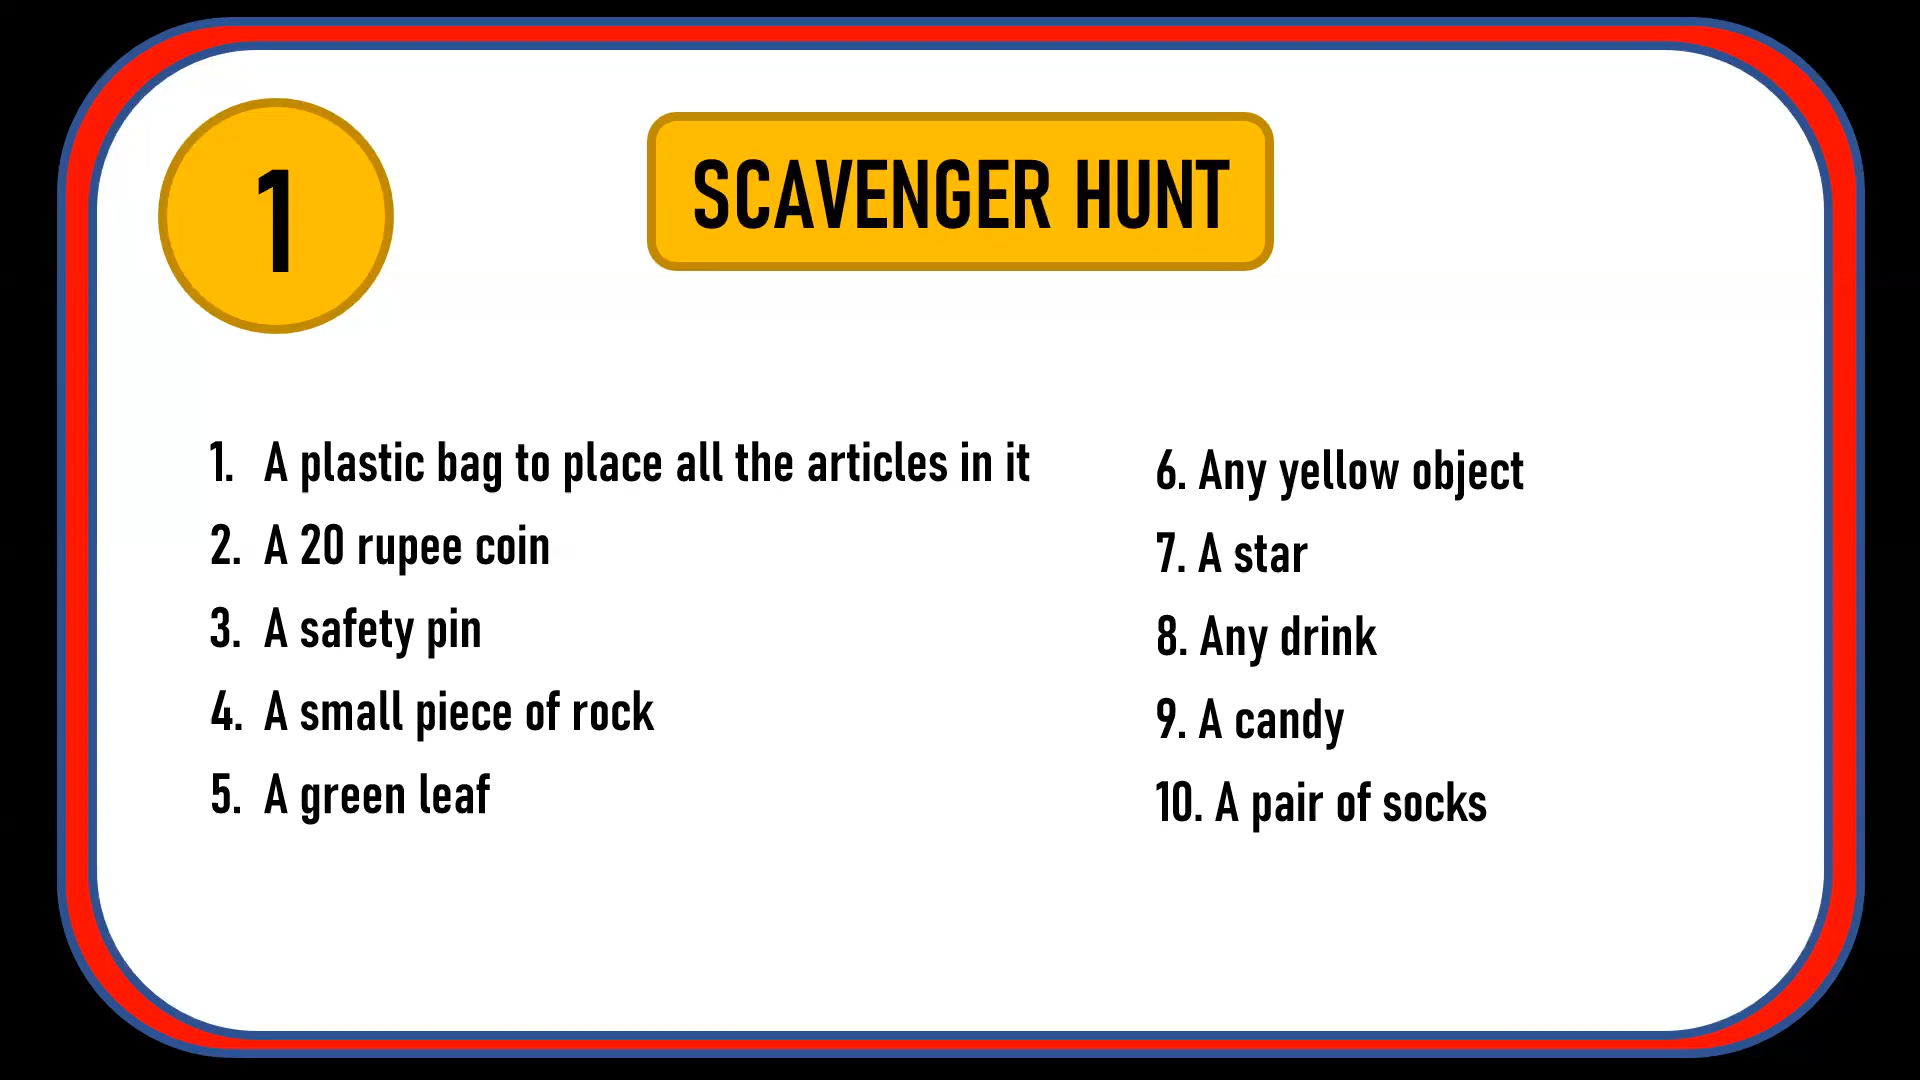 1
SCAVENGER HUNT
1. A plastic bag to place all the articles in it
2. A 20 rupee coin
3. A safety pin
4. A small piece of rock
5. A green leaf
6. Any yellow object
7. A star
8. Any drink
9. A candy
10. A pair of socks